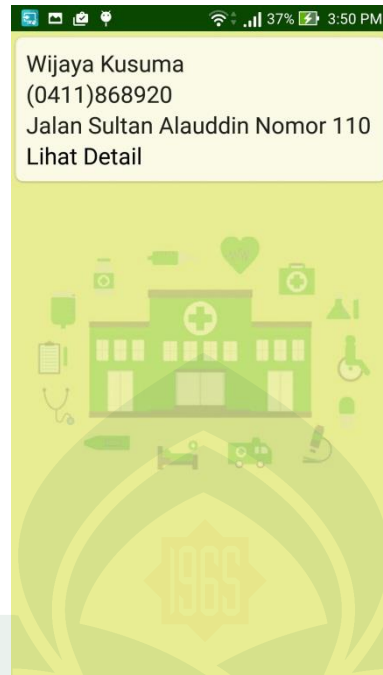 37% 3:50 PM
Wijaya Kusuma
(0411)868920
Jalan Sultan Alauddin Nomor 110
Lihat Detail
1965